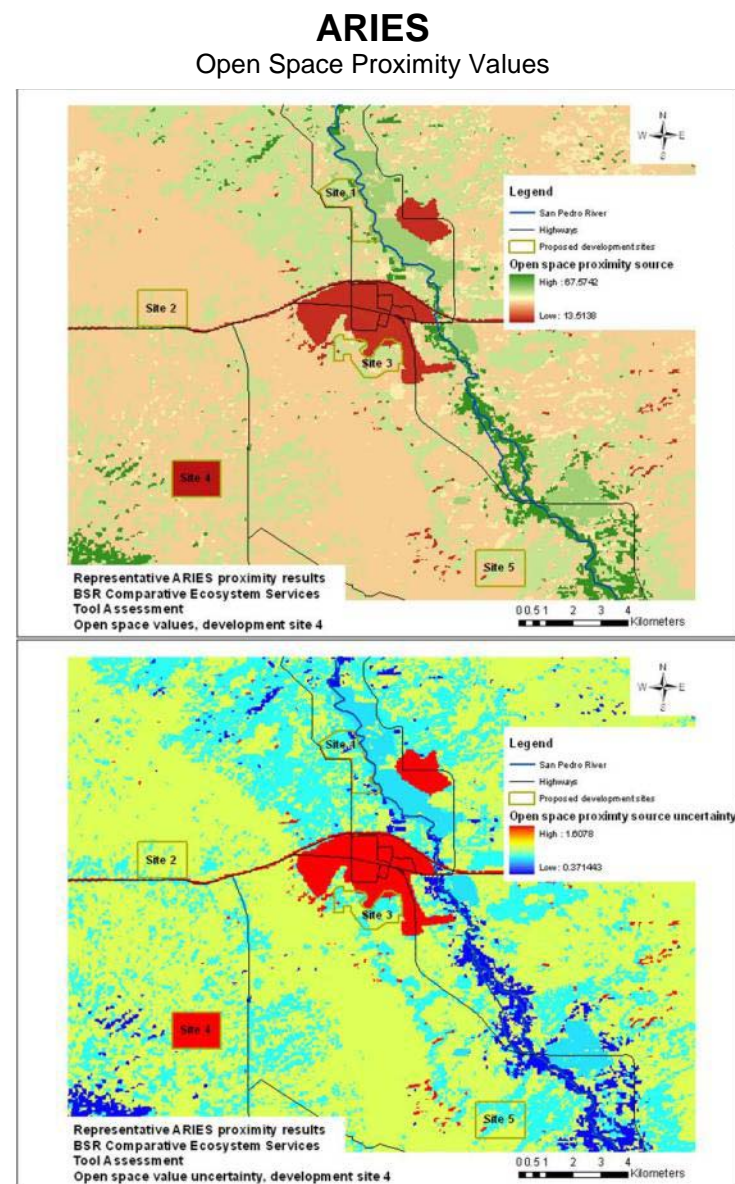 ARIES
Open Space Proximity Values
N
W E
S
Legend
San Pedro River
Highways
Proposed development sites
Open space proximity source
High : 67.5742
Low : 13.5138
Site 1
Site 2
Site 3
Site 4
Site 5
Representative ARIES proximity results
BSR Comparative Ecosystem Services
Tool Assessment
Open space values, development site 4
0 0.5 1 2 3 4
Kilometers
N
W E
S
Legend
San Pedro River
Highways
Proposed development sites
Open space proximity source uncertainty
High : 1.6078
Low : 0.371443
Site 1
Site 2
Site 3
Site 4
Site 5
Representative ARIES proximity results
BSR Comparative Ecosystem Services
Tool Assessment
Open space value uncertainty, development site 4
0 0.5 1 2 3 4
Kilometers